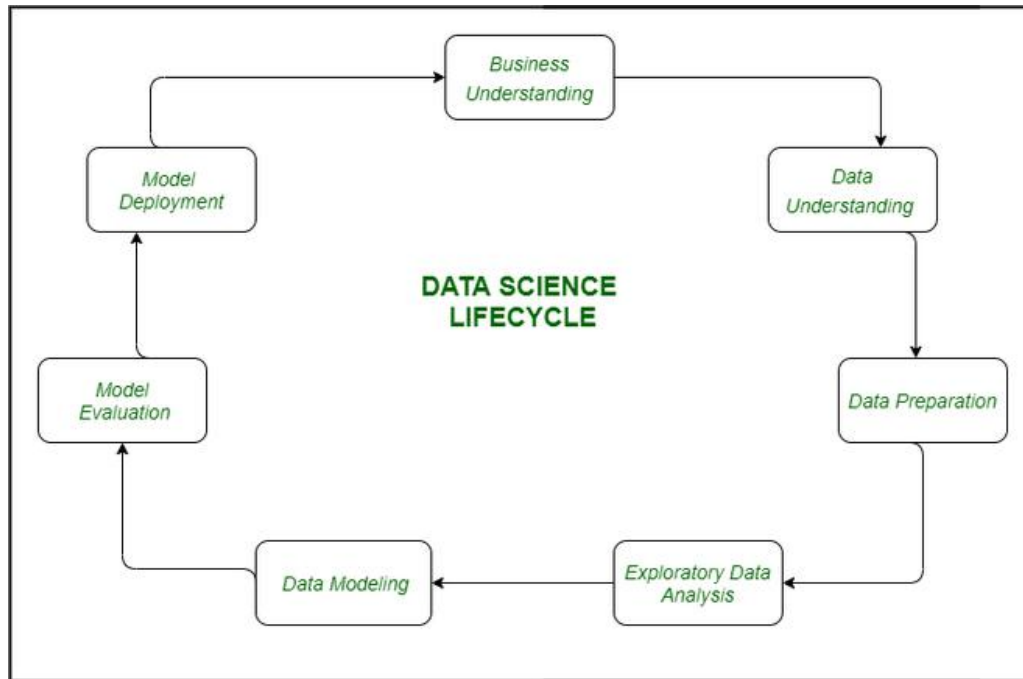 Business
Understanding
Data
Understanding
Data Preparation
Exploratory Data
Analysis
Data Modeling
Model
Evaluation
Model
Deployment
DATA SCIENCE
LIFECYCLE